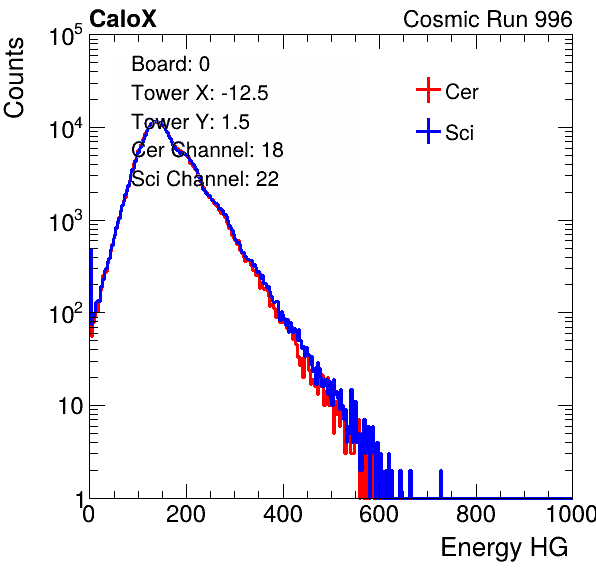 CaloX Cosmic Run 996
Counts
10^5
10^4
10^3
10^2
10
1
Board: 0
Tower X: -12.5
Tower Y: 1.5
Cer Channel: 18
Sci Channel: 22
Cer
Sci
0 200 400 600 800 1000
Energy HG